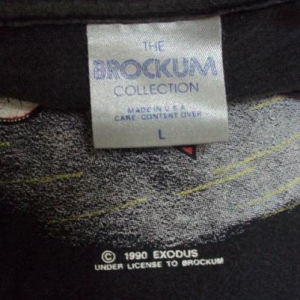 THE
BROCKUM
COLLECTION
MADE IN U.S.A
CARE · CONTENT OVER
L
© 1990 EXODUS
UNDER LICENSE TO BROCKUM